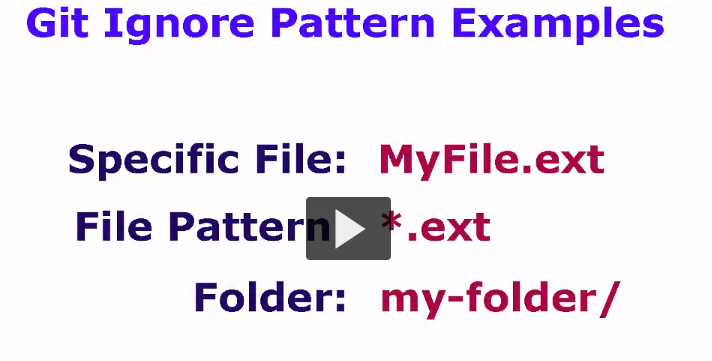 Git Ignore Pattern Examples
Specific File: MyFile.ext
File Pattern *.ext
Folder: my-folder/